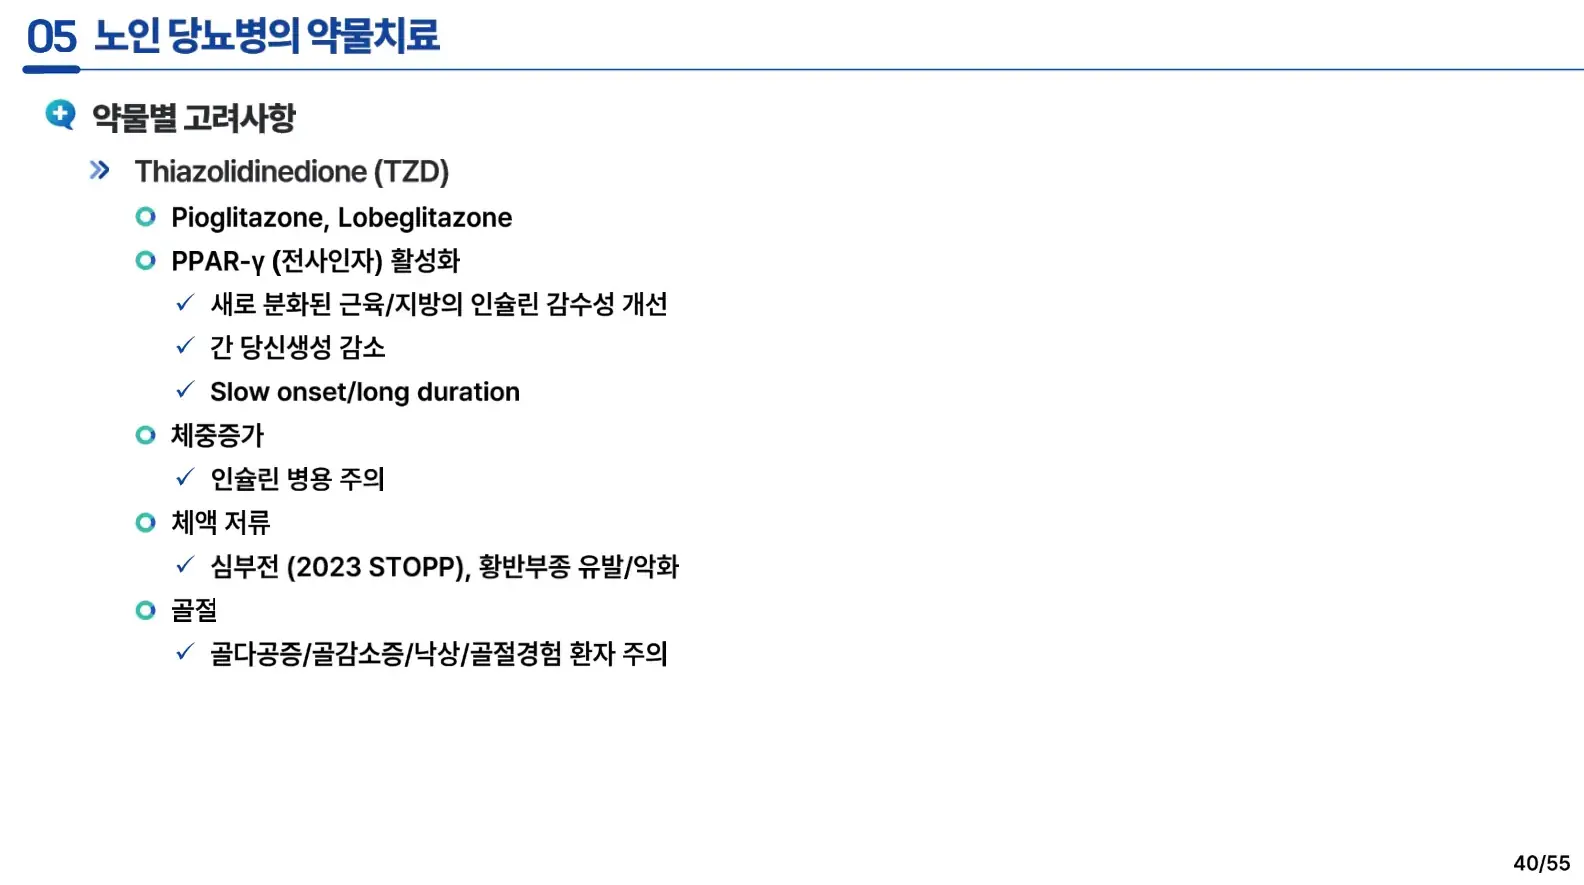 05 노인 당뇨병의 약물치료
약물별 고려사항
Thiazolidinedione (TZD)
Pioglitazone, Lobeglitazone
PPAR-γ (전사인자) 활성화
✓ 새로 분화된 근육/지방의 인슐린 감수성 개선
✓ 간 당신생성 감소
✓ Slow onset/long duration
체중증가
✓ 인슐린 병용 주의
체액 저류
✓ 심부전 (2023 STOPP), 황반부종 유발/악화
골절
✓ 골다공증/골감소증/낙상/골절경험 환자 주의
40/55